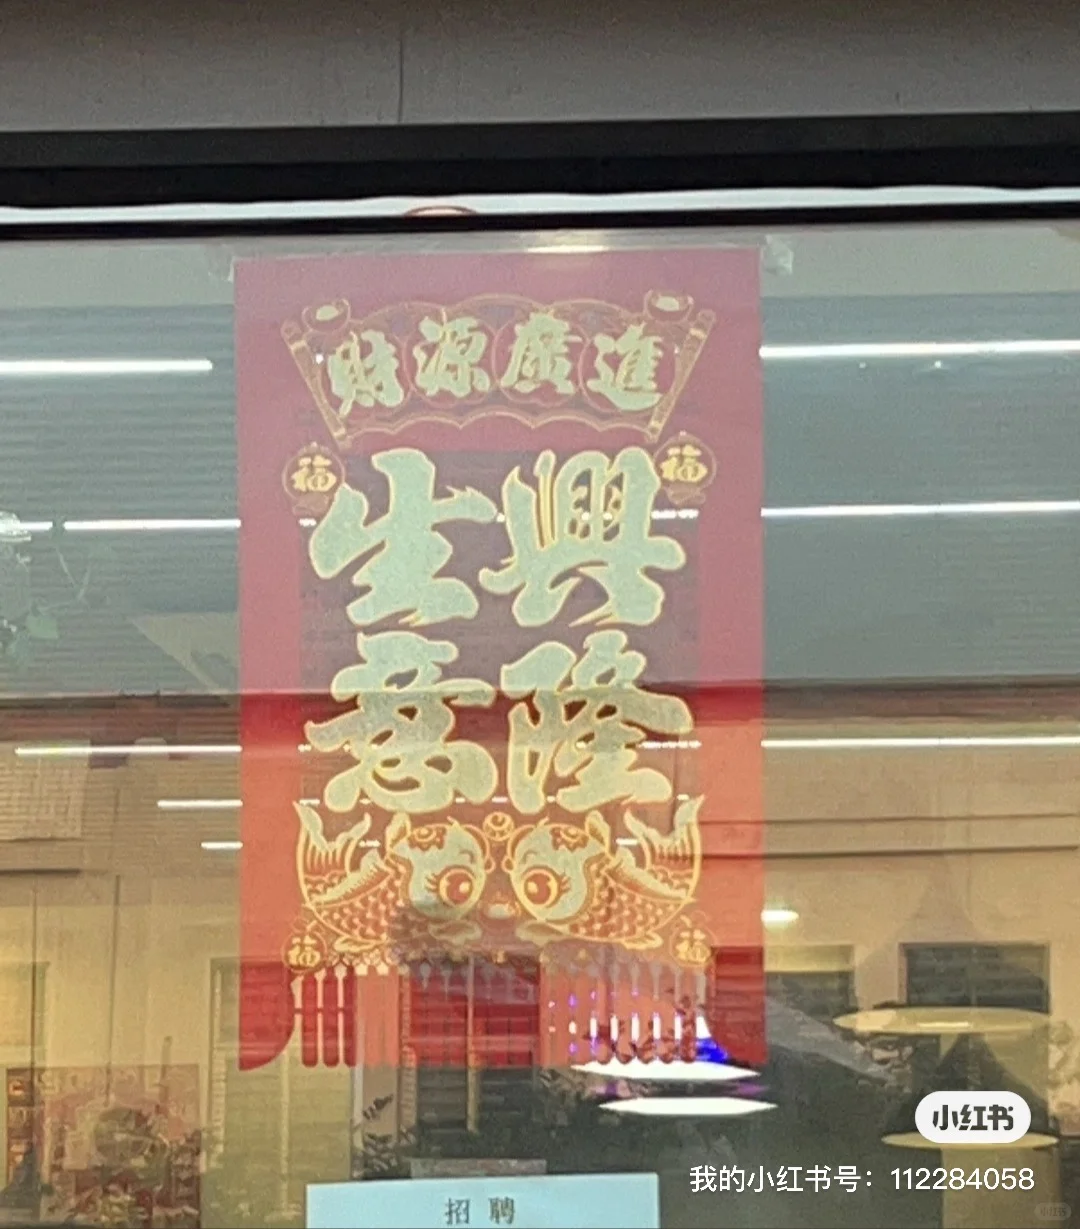 財源廣進
福 福
生興
意隆
福 福
招聘
小红书
我的小红书号：112284058